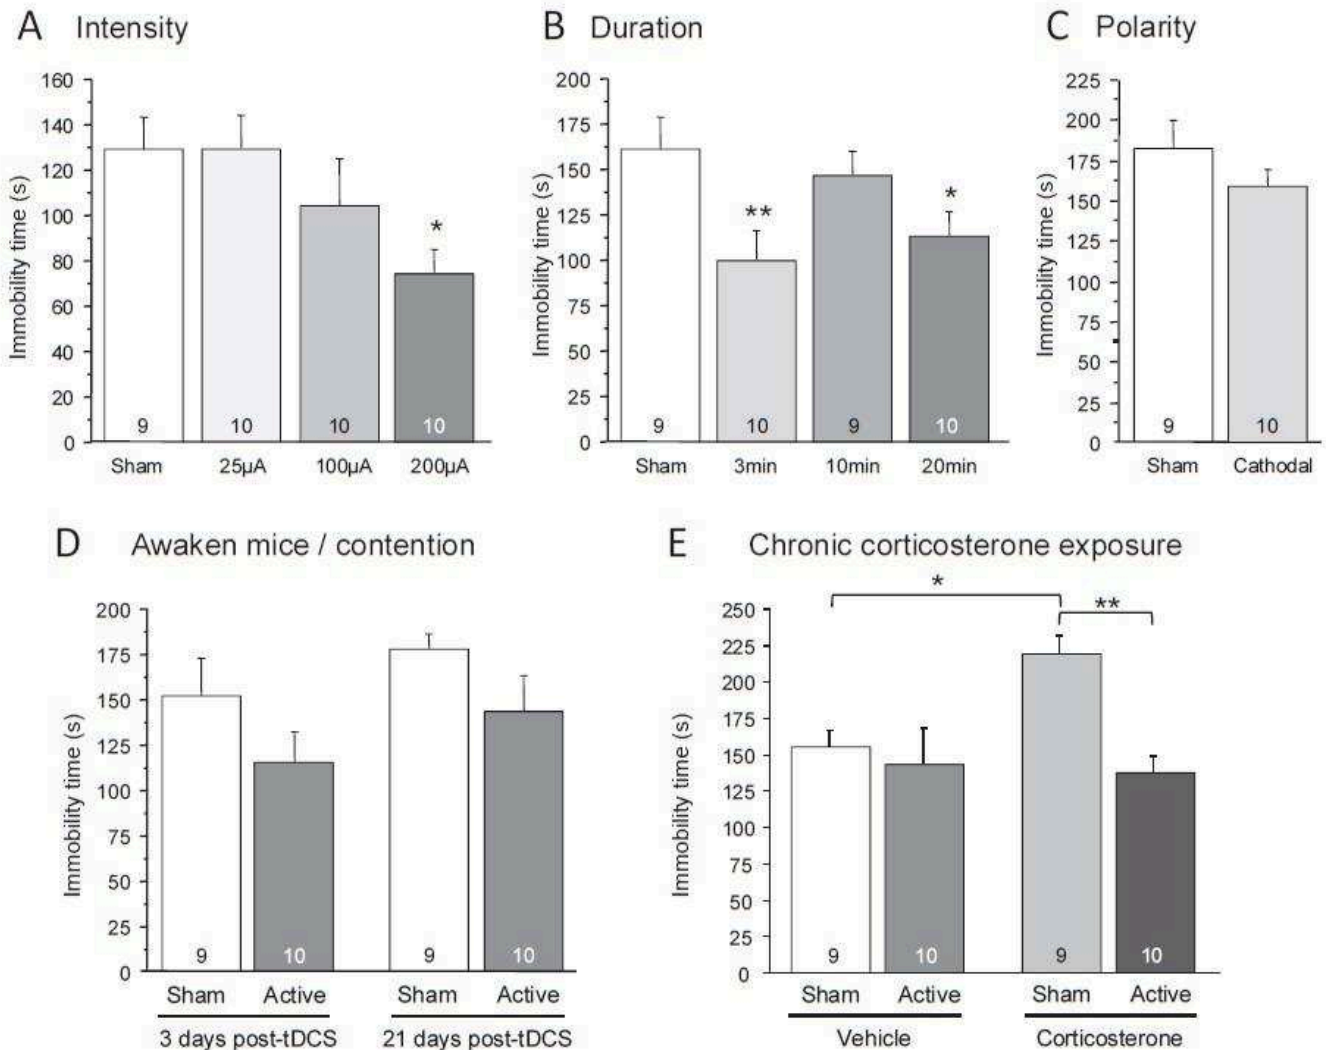 A Intensity
Immobility time (s)
160
140
120
100
80
60
40
20
0
*
9 10 10 10
Sham 25µA 100µA 200µA
B Duration
Immobility time (s)
200
175
150
125
100
75
50
25
0
** *
9 10 9 10
Sham 3min 10min 20min
C Polarity
Immobility time (s)
225
200
175
150
125
100
75
50
25
0
9 10
Sham Cathodal
D Awaken mice / contention
Immobility time (s)
200
175
150
125
100
75
50
25
0
9 10 9 10
Sham Active Sham Active
3 days post-tDCS 21 days post-tDCS
E Chronic corticosterone exposure
* **
Immobility time (s)
250
225
200
175
150
125
100
75
50
25
0
9 10 9 10
Sham Active Sham Active
Vehicle Corticosterone